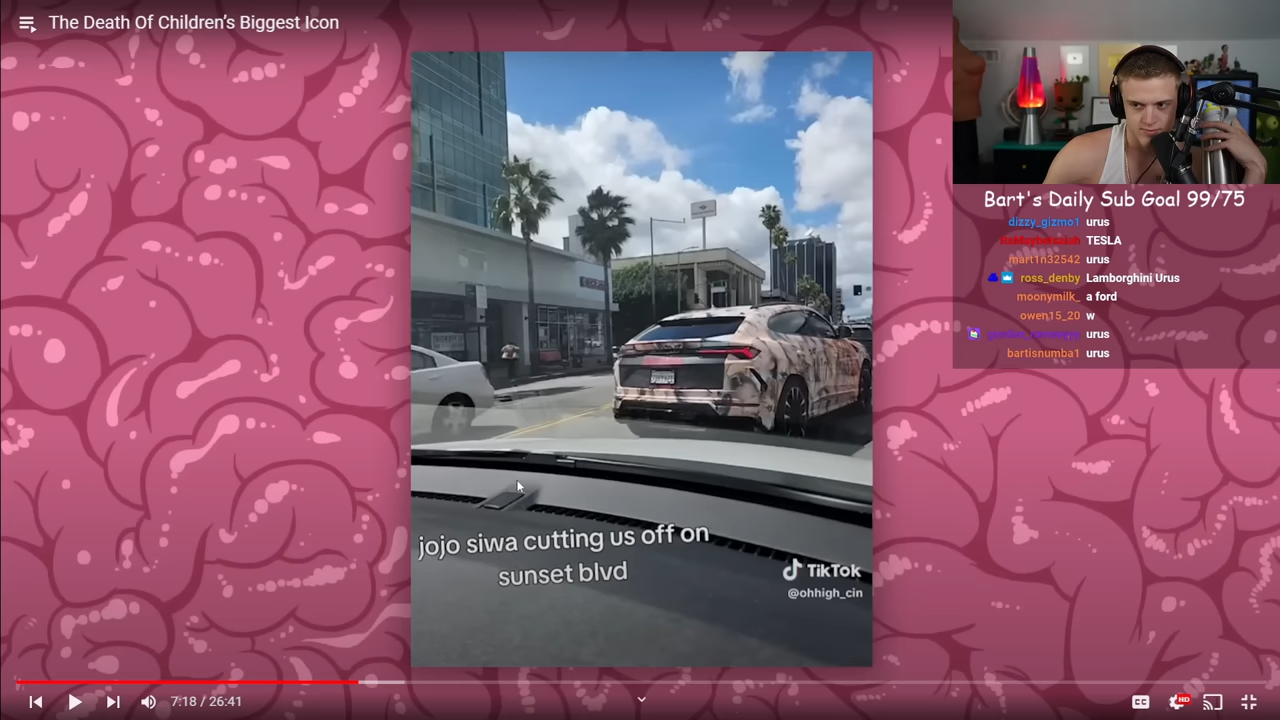 The Death Of Children's Biggest Icon
Bart's Daily Sub Goal 99/75
dizzy_gizmo1 urus
TESLA
mart1n32542 urus
ross_denby Lamborghini Urus
moonymilk_ a ford
owen15_20 w
urus
bartisnumba1 urus
jojo siwa cutting us off on
sunset blvd
TikTok
@ohhigh_cin
7:18 / 26:41
CC
HD